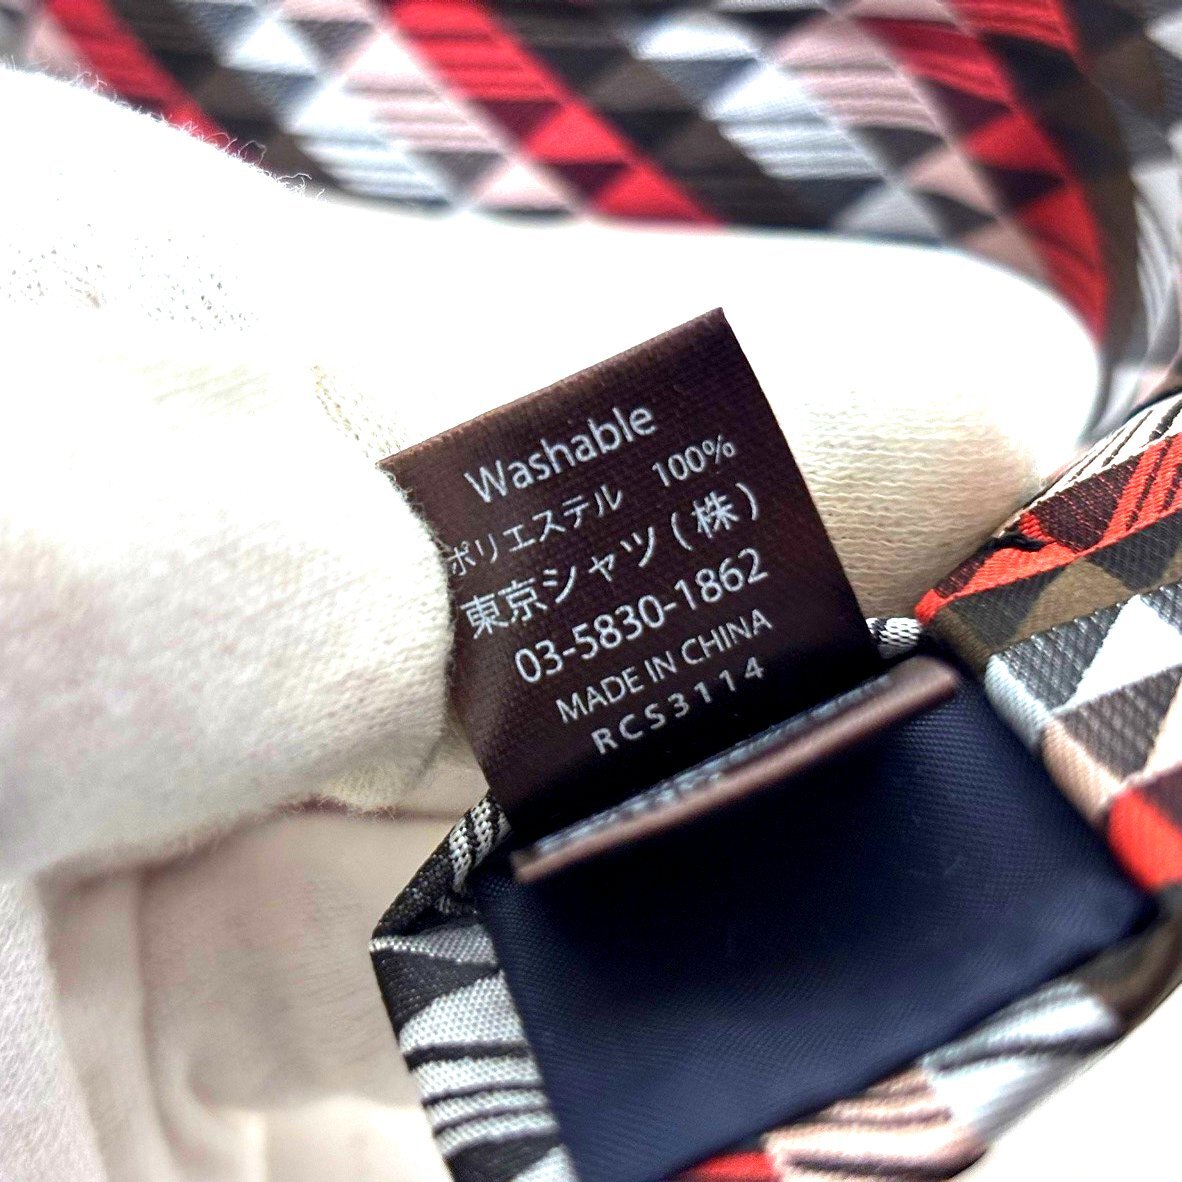 Washable
ポリエステル 100%
東京シャツ(株)
03-5830-1862
MADE IN CHINA
RCS3114